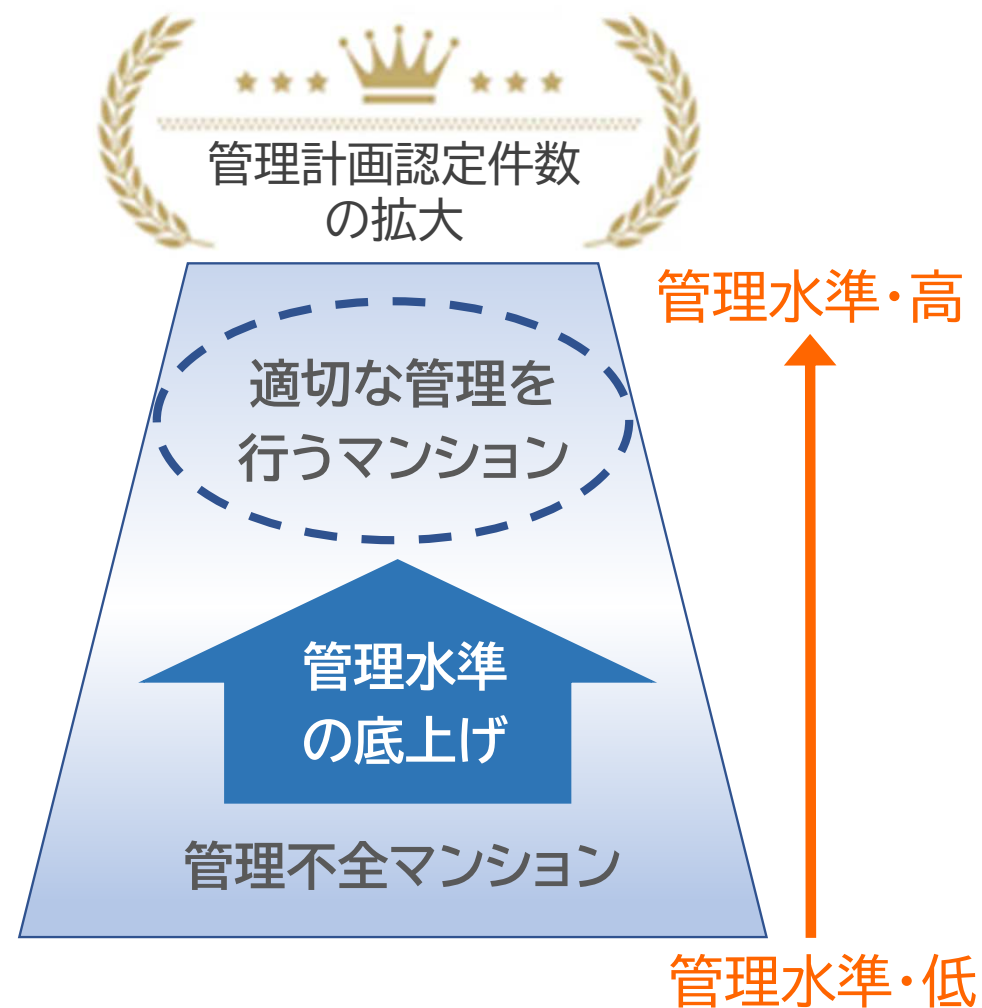 管理計画認定件数
の拡大
管理水準・高
適切な管理を
行うマンション
管理水準
の底上げ
管理不全マンション
管理水準・低